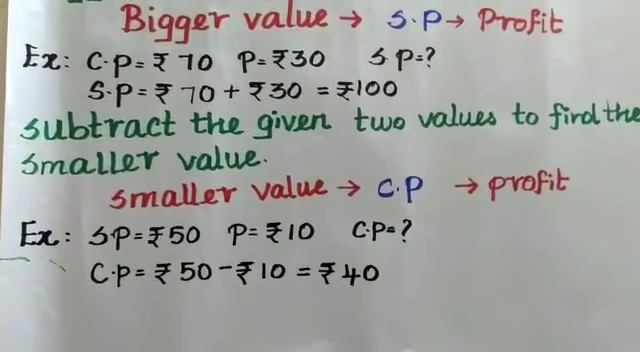 Bigger value → S.P → Profit
Ex: C.P = ₹ 70 P = ₹30 S.P=?
S.P = ₹ 70 + ₹30 = ₹100
subtract the given two values to find the
smaller value.
smaller value → C.P → profit
Ex: S.P = ₹50 P = ₹10 C.P=?
C.P = ₹ 50 - ₹10 = ₹ 40